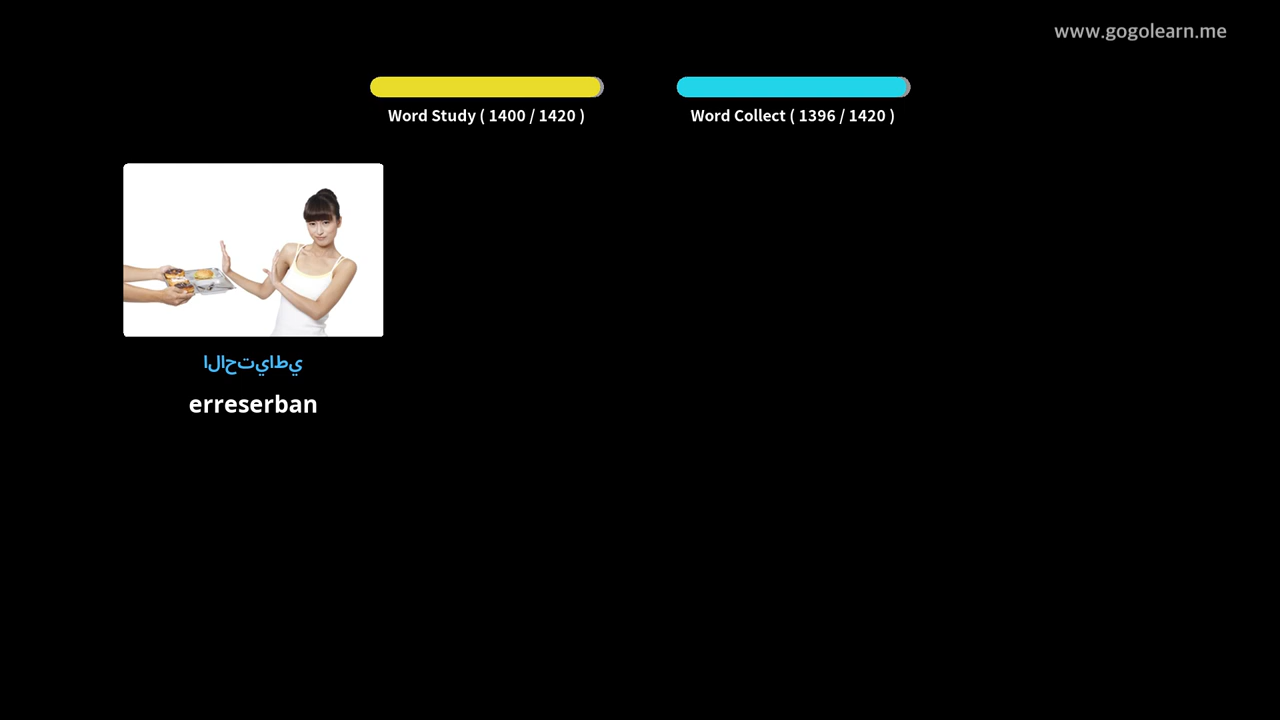 www.gogolearn.me
Word Study ( 1400 / 1420 )
Word Collect ( 1396 / 1420 )
الاحتياطي
erreserban